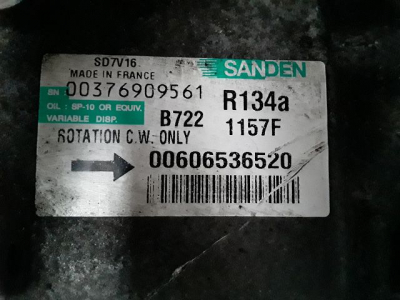 SD7V16
MADE IN FRANCE
SANDEN
SN 00376909561
OIL : SP-10 OR EQUIV.
VARIABLE DISP.
B722
R134a
1157F
ROTATION C.W. ONLY
00606536520